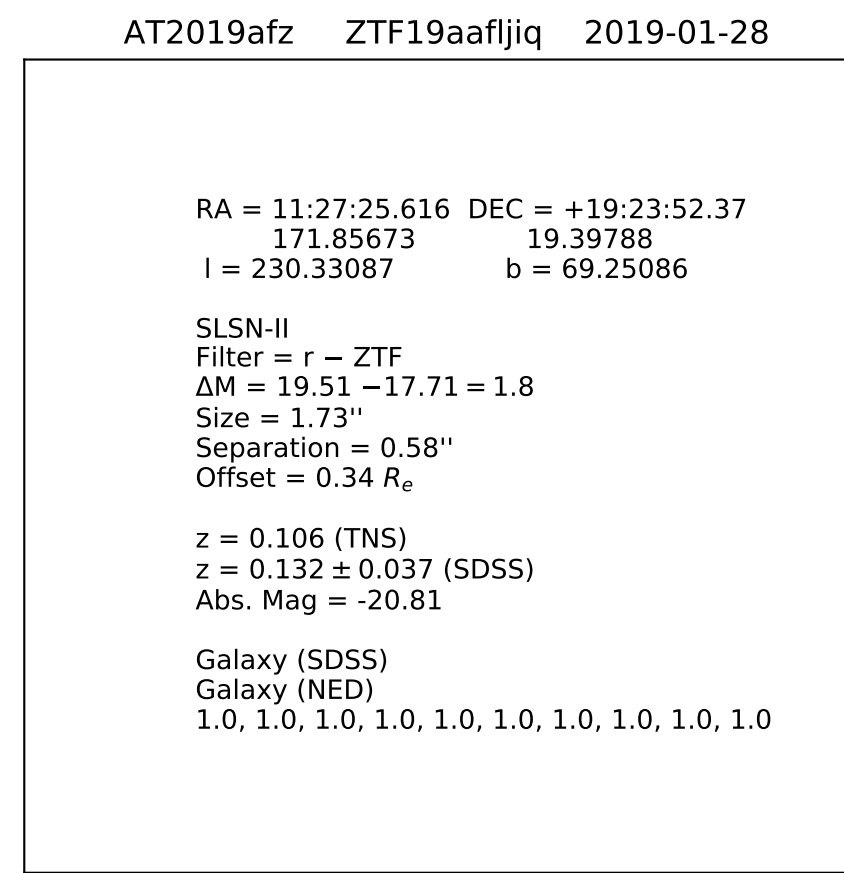 AT2019afz ZTF19aafljiq 2019-01-28
RA = 11:27:25.616 DEC = +19:23:52.37
171.85673 19.39788
l = 230.33087 b = 69.25086
SLSN-II
Filter = r − ZTF
ΔM = 19.51 −17.71 = 1.8
Size = 1.73''
Separation = 0.58''
Offset = 0.34 Rₑ
z = 0.106 (TNS)
z = 0.132 ± 0.037 (SDSS)
Abs. Mag = -20.81
Galaxy (SDSS)
Galaxy (NED)
1.0, 1.0, 1.0, 1.0, 1.0, 1.0, 1.0, 1.0, 1.0, 1.0